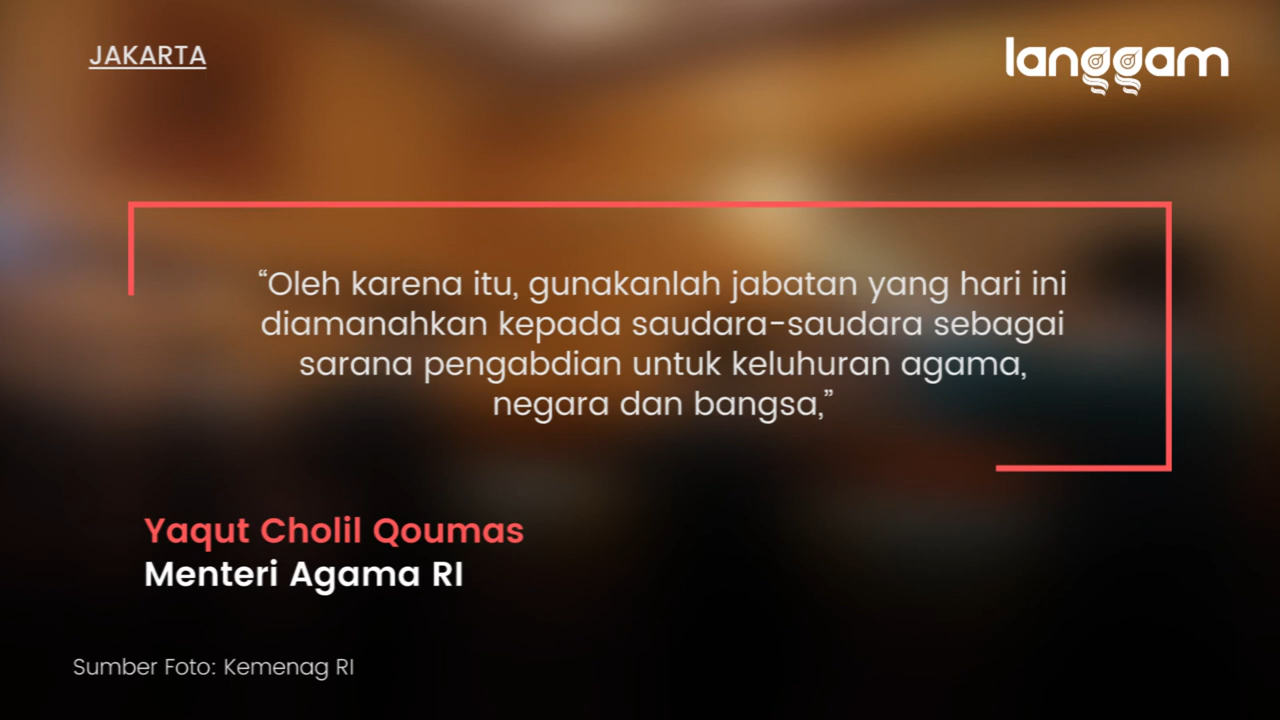 JAKARTA
langgam
“Oleh karena itu, gunakanlah jabatan yang hari ini
diamanahkan kepada saudara-saudara sebagai
sarana pengabdian untuk keluhuran agama,
negara dan bangsa,”
Yaqut Cholil Qoumas
Menteri Agama RI
Sumber Foto: Kemenag RI